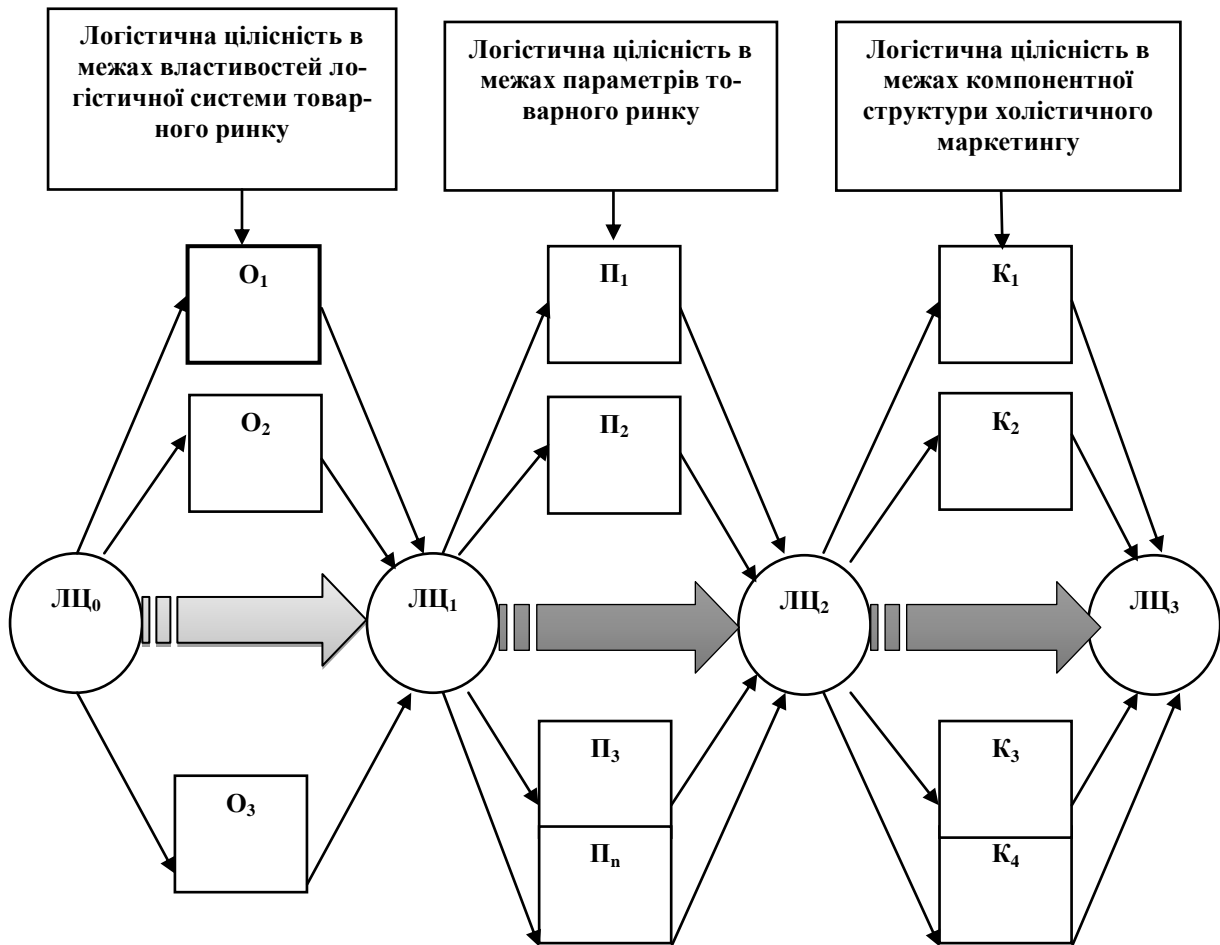 Логістична цілісність в
межах властивостей ло-
гістичної системи товар-
ного ринку
Логістична цілісність в
межах параметрів то-
варного ринку
Логістична цілісність в
межах компонентної
структури холістичного
маркетингу
О₁
П₁
К₁
О₂
П₂
К₂
ЛЦ₀
ЛЦ₁
ЛЦ₂
ЛЦ₃
О₃
П₃
К₃
Пₙ
К₄